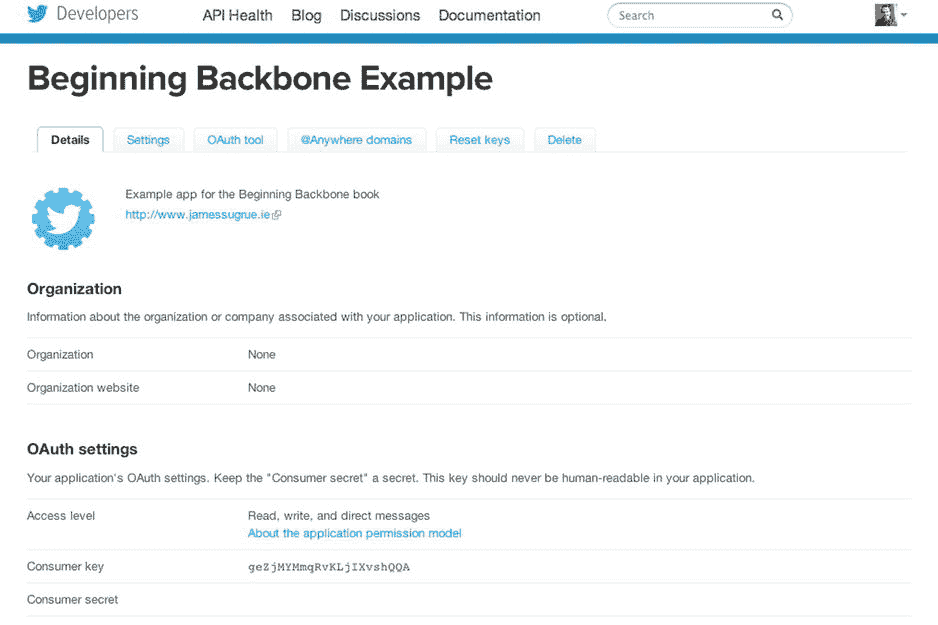 Developers API Health Blog Discussions Documentation Search
Beginning Backbone Example
Details Settings OAuth tool @Anywhere domains Reset keys Delete
Example app for the Beginning Backbone book
http://www.jamessugrue.ie
Organization
Information about the organization or company associated with your application. This information is optional.
Organization None
Organization website None
OAuth settings
Your application's OAuth settings. Keep the "Consumer secret" a secret. This key should never be human-readable in your application.
Access level Read, write, and direct messages
About the application permission model
Consumer key geZjMYMmqRvKLjIXvshQQA
Consumer secret